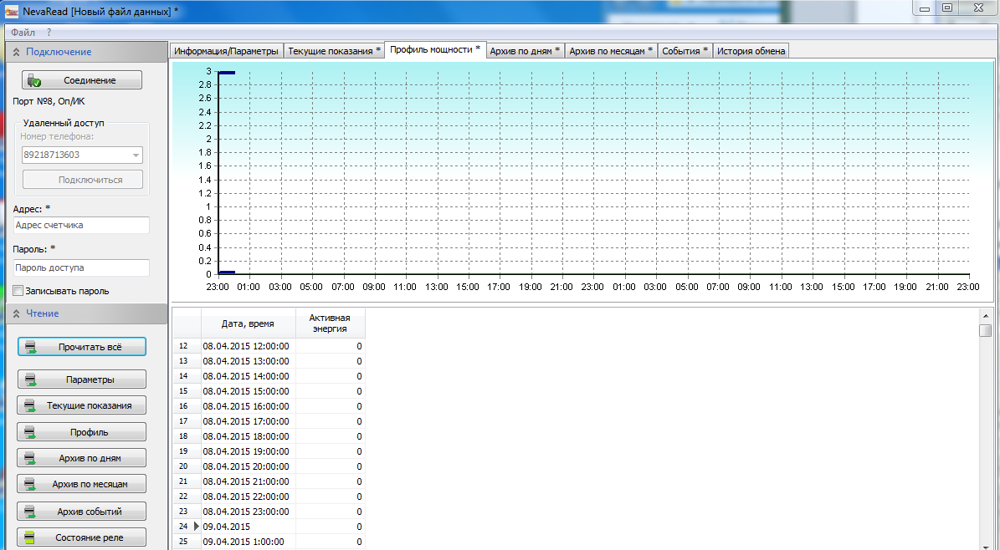 NevaRead [Новый файл данных] *
Файл ?
Подключение
Соединение
Порт №8, Оп/ИК
Удаленный доступ
Номер телефона:
89218713603
Подключиться
Адрес: *
Адрес счетчика
Пароль: *
Пароль доступа
Записывать пароль
Чтение
Прочитать всё
Параметры
Текущие показания
Профиль
Архив по дням
Архив по месяцам
Архив событий
Состояние реле
Информация/Параметры Текущие показания * Профиль мощности * Архив по дням * Архив по месяцам * События * История обмена
3
2.8
2.6
2.4
2.2
2
1.8
1.6
1.4
1.2
1
0.8
0.6
0.4
0.2
0
23:00 01:00 03:00 05:00 07:00 09:00 11:00 13:00 15:00 17:00 19:00 21:00 23:00 01:00 03:00 05:00 07:00 09:00 11:00 13:00 15:00 17:00 19:00 21:00 23:00
Дата, время Активная
энергия
12 08.04.2015 12:00:00 0
13 08.04.2015 13:00:00 0
14 08.04.2015 14:00:00 0
15 08.04.2015 15:00:00 0
16 08.04.2015 16:00:00 0
17 08.04.2015 17:00:00 0
18 08.04.2015 18:00:00 0
19 08.04.2015 19:00:00 0
20 08.04.2015 20:00:00 0
21 08.04.2015 21:00:00 0
22 08.04.2015 22:00:00 0
23 08.04.2015 23:00:00 0
24 09.04.2015 0
25 09.04.2015 1:00:00 0